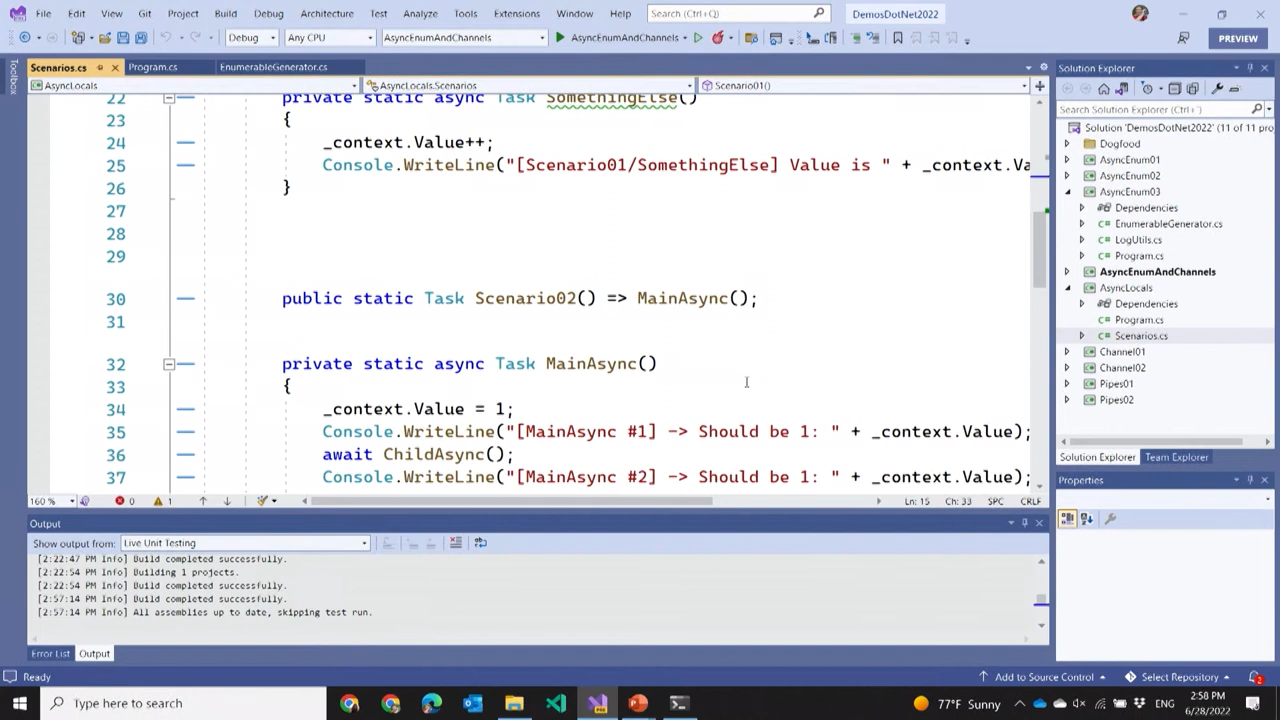 File Edit View Git Project Build Debug Architecture Test Analyze Tools Extensions Window Help Search (Ctrl+Q) DemosDotNet2022
Debug Any CPU AsyncEnumAndChannels AsyncEnumAndChannels PREVIEW
Toolbox
Scenarios.cs Program.cs EnumerableGenerator.cs
AsyncLocals AsyncLocals.Scenarios Scenario01()
22 private static async Task SomethingElse()
23 {
24 _context.Value++;
25 Console.WriteLine("[Scenario01/SomethingElse] Value is " + _context.Va
26 }
27
28
29
30 public static Task Scenario02() => MainAsync();
31
32 private static async Task MainAsync()
33 {
34 _context.Value = 1;
35 Console.WriteLine("[MainAsync #1] -> Should be 1: " + _context.Value);
36 await ChildAsync();
37 Console.WriteLine("[MainAsync #2] -> Should be 1: " + _context.Value);
160 % 0 1 Ln: 15 Ch: 33 SPC CRLF
Output
Show output from: Live Unit Testing
[2:22:47 PM Info] Build completed successfully.
[2:22:54 PM Info] Building 1 projects.
[2:22:54 PM Info] Build completed successfully.
[2:57:14 PM Info] Build completed successfully.
[2:57:14 PM Info] All assemblies up to date, skipping test run.
Error List Output
Solution Explorer
Search Solution Explorer (Ctrl+
Solution 'DemosDotNet2022' (11 of 11 pro
Dogfood
AsyncEnum01
AsyncEnum02
AsyncEnum03
Dependencies
C# EnumerableGenerator.cs
C# LogUtils.cs
C# Program.cs
AsyncEnumAndChannels
AsyncLocals
Dependencies
C# Program.cs
C# Scenarios.cs
Channel01
Channel02
Pipes01
Pipes02
Solution Explorer Team Explorer
Properties
Ready Add to Source Control Select Repository 2
Type here to search 77°F Sunny ENG 2:58 PM
6/28/2022